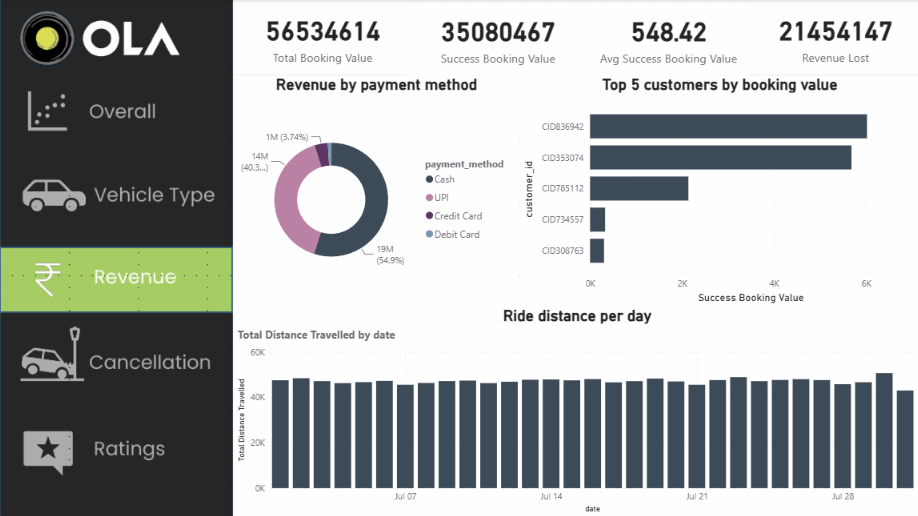 OLA
Overall
Vehicle Type
Revenue
Cancellation
Ratings
56534614
Total Booking Value
35080467
Success Booking Value
548.42
Avg Success Booking Value
21454147
Revenue Lost
Revenue by payment method
1M (3.74%)
14M
(40.3...)
19M
(54.9%)
payment_method
Cash
UPI
Credit Card
Debit Card
Top 5 customers by booking value
customer_id
CID836942
CID353074
CID785112
CID734557
CID308763
0K 2K 4K 6K
Success Booking Value
Ride distance per day
Total Distance Travelled by date
Total Distance Travelled
60K
40K
20K
0K
Jul 07 Jul 14 Jul 21 Jul 28
date